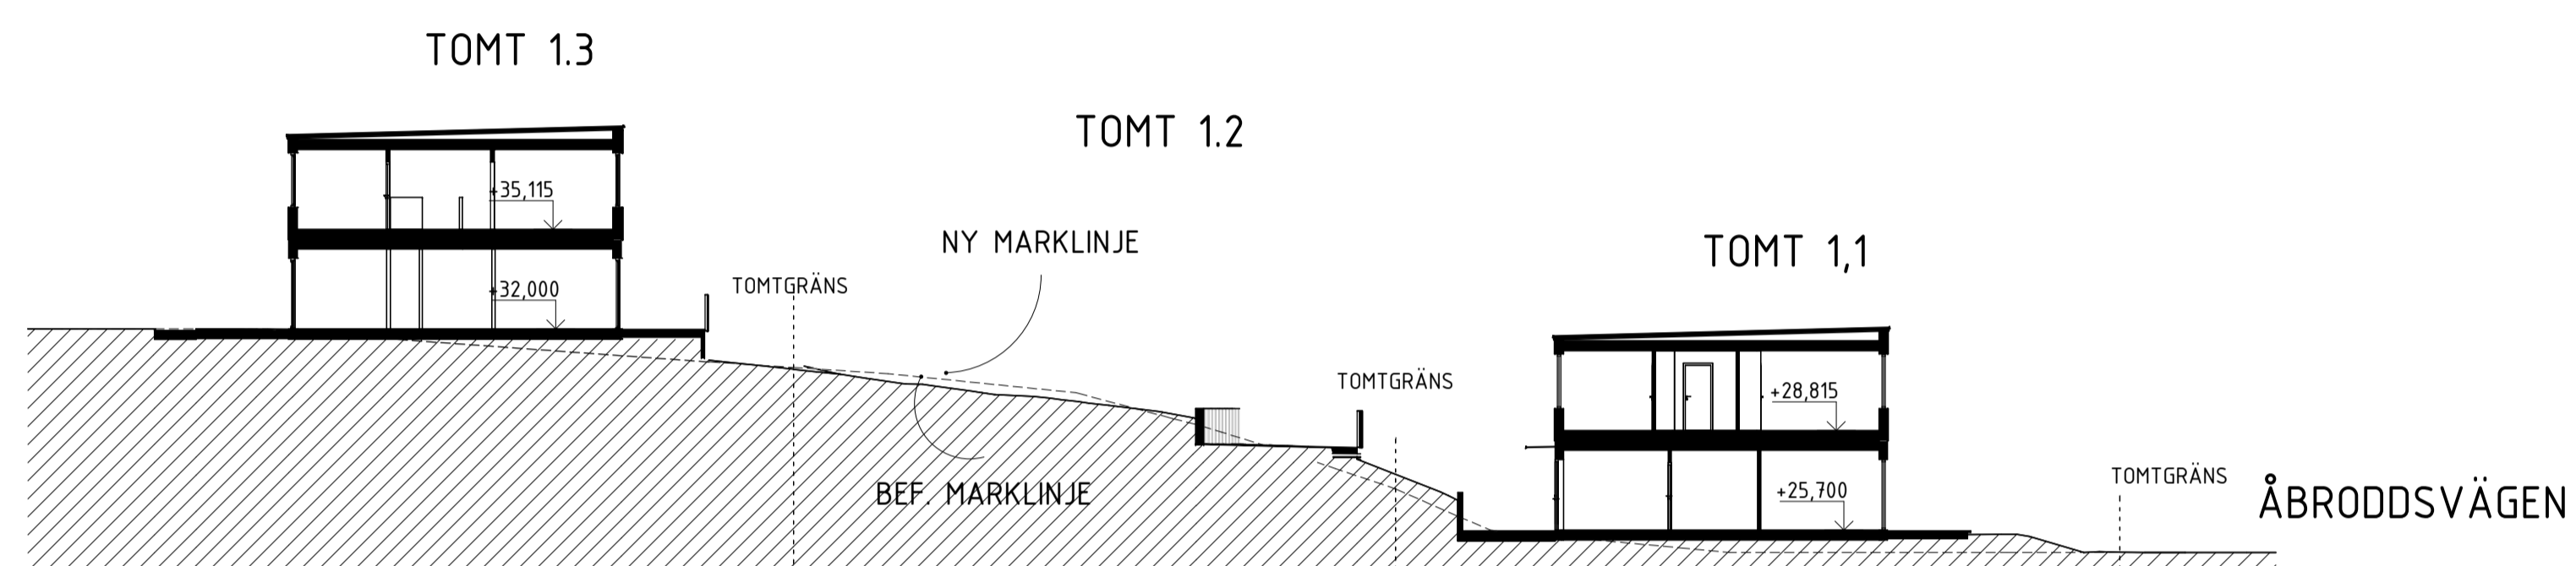 TOMT 1.3
TOMT 1.2
+35,115
NY MARKLINJE
TOMT 1,1
TOMTGRÄNS
+32,000
TOMTGRÄNS
+28,815
TOMTGRÄNS
BEF. MARKLINJE
+25,700
ÅBRODDSVÄGEN